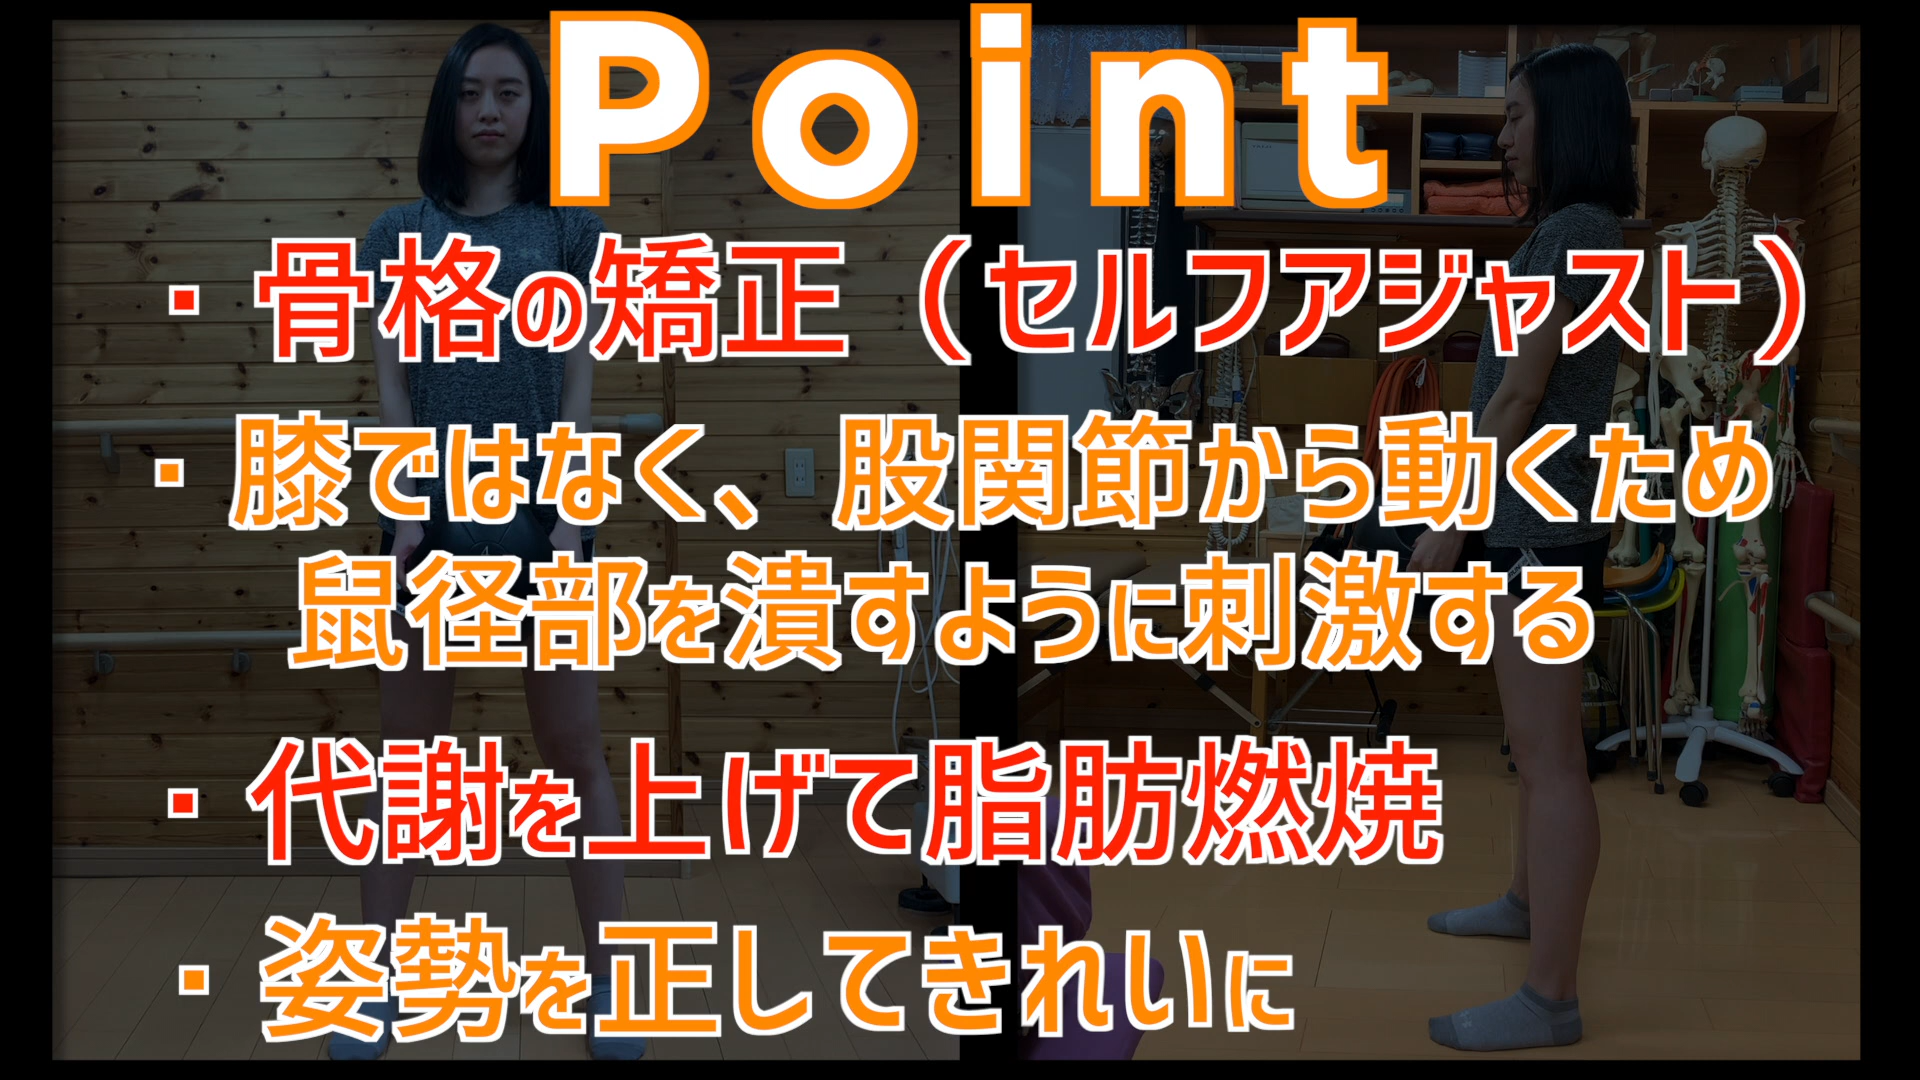 Point
・骨格の矯正（セルフアジャスト）
・膝ではなく、股関節から動くため
鼠径部を潰すように刺激する
・代謝を上げて脂肪燃焼
・姿勢を正してきれいに